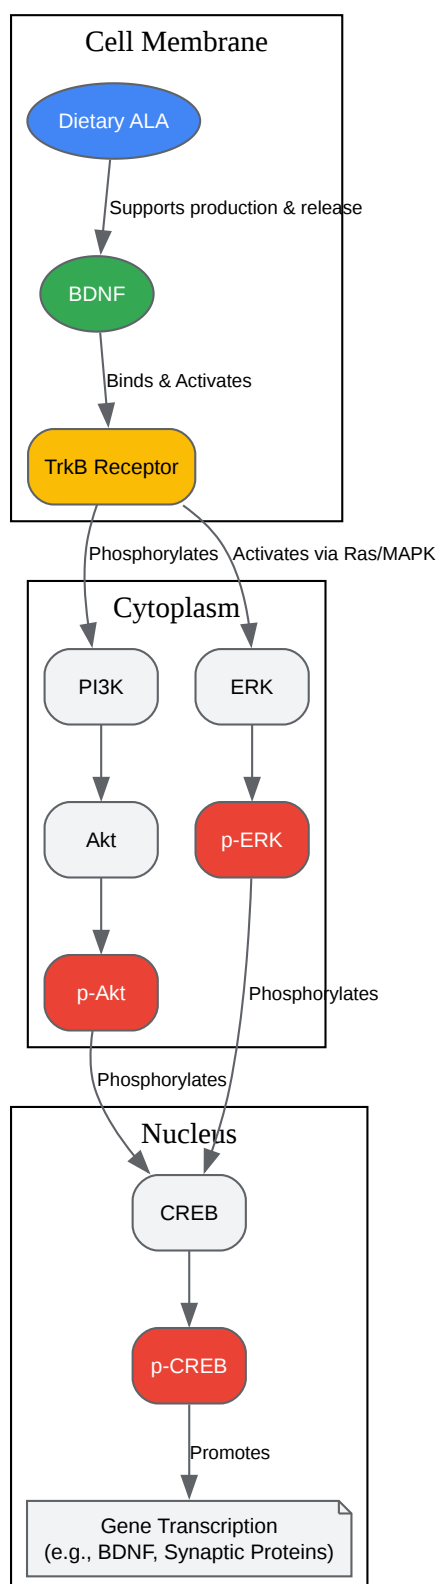 Cell Membrane
Dietary ALA
Supports production & release
BDNF
Binds & Activates
TrkB Receptor
Phosphorylates
Activates via Ras/MAPK
Cytoplasm
PI3K
ERK
Akt
p-ERK
p-Akt
Phosphorylates
Phosphorylates
Nucleus
CREB
p-CREB
Promotes
Gene Transcription
(e.g., BDNF, Synaptic Proteins)